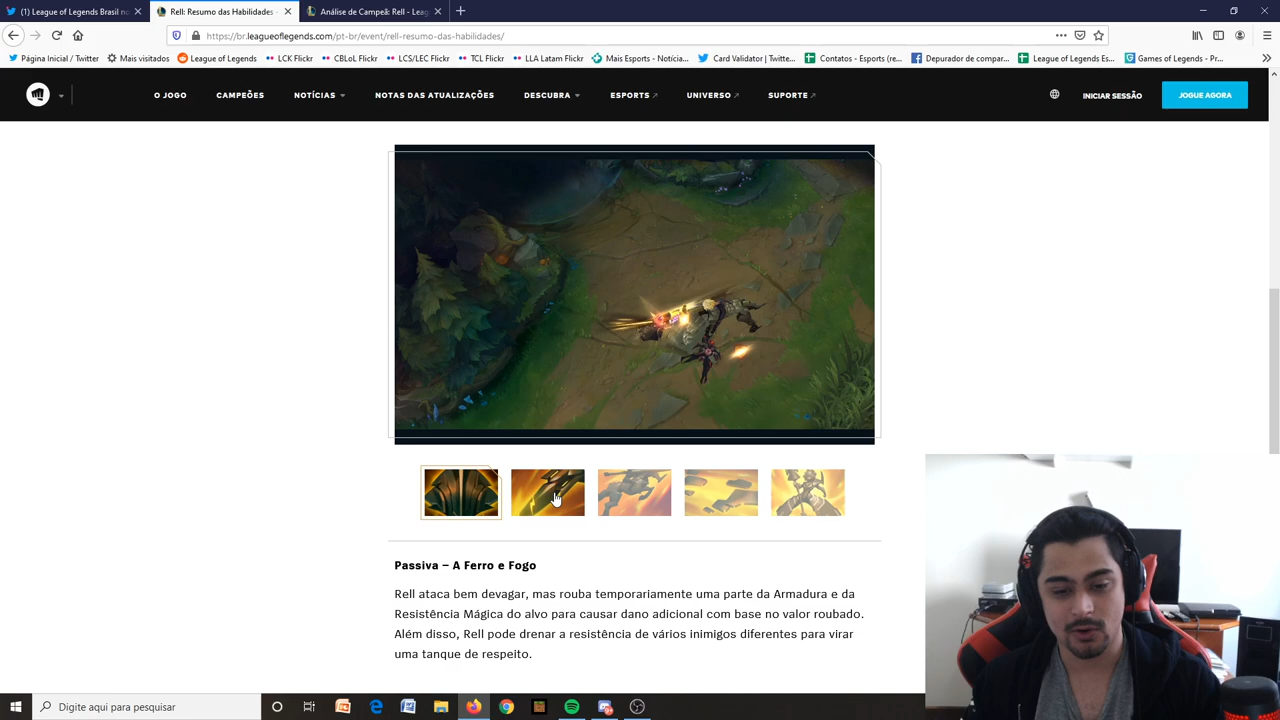 (1) League of Legends Brasil no
Rell: Resumo das Habilidades -
Análise de Campeã: Rell - Leag
https://br.leagueoflegends.com/pt-br/event/rell-resumo-das-habilidades/
Página Inicial / Twitter
Mais visitados
League of Legends
LCK Flickr
CBLoL Flickr
LCS/LEC Flickr
TCL Flickr
LLA Latam Flickr
Mais Esports - Notícia...
Card Validator | Twitte...
Contatos - Esports (re...
Depurador de compar...
League of Legends Es...
Games of Legends - Pr...
O JOGO
CAMPEÕES
NOTÍCIAS
NOTAS DAS ATUALIZAÇÕES
DESCUBRA
ESPORTS
UNIVERSO
SUPORTE
INICIAR SESSÃO
JOGUE AGORA
Passiva – A Ferro e Fogo
Rell ataca bem devagar, mas rouba temporariamente uma parte da Armadura e da
Resistência Mágica do alvo para causar dano adicional com base no valor roubado.
Além disso, Rell pode drenar a resistência de vários inimigos diferentes para virar
uma tanque de respeito.
Digite aqui para pesquisar